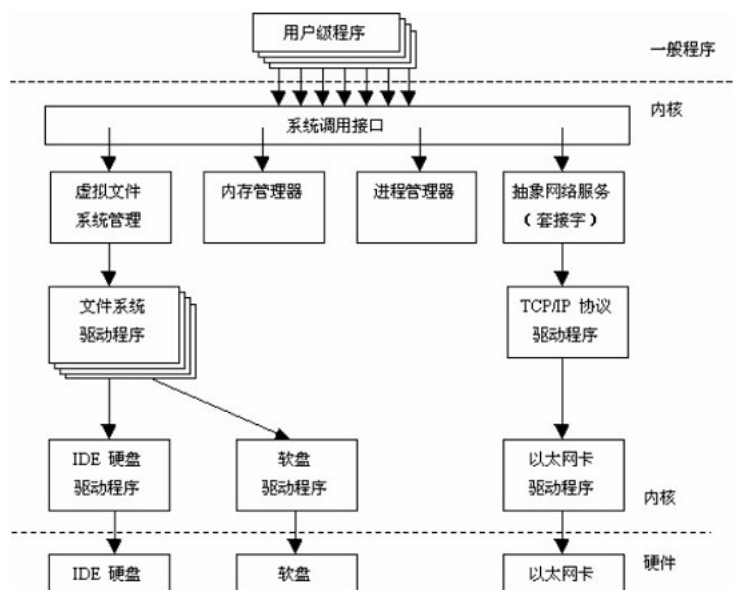 用户级程序
一般程序
内核
系统调用接口
虚拟文件
系统管理
内存管理器
进程管理器
抽象网络服务
（套接字）
文件系统
驱动程序
TCP/IP 协议
驱动程序
IDE 硬盘
驱动程序
软盘
驱动程序
以太网卡
驱动程序
内核
硬件
IDE 硬盘
软盘
以太网卡